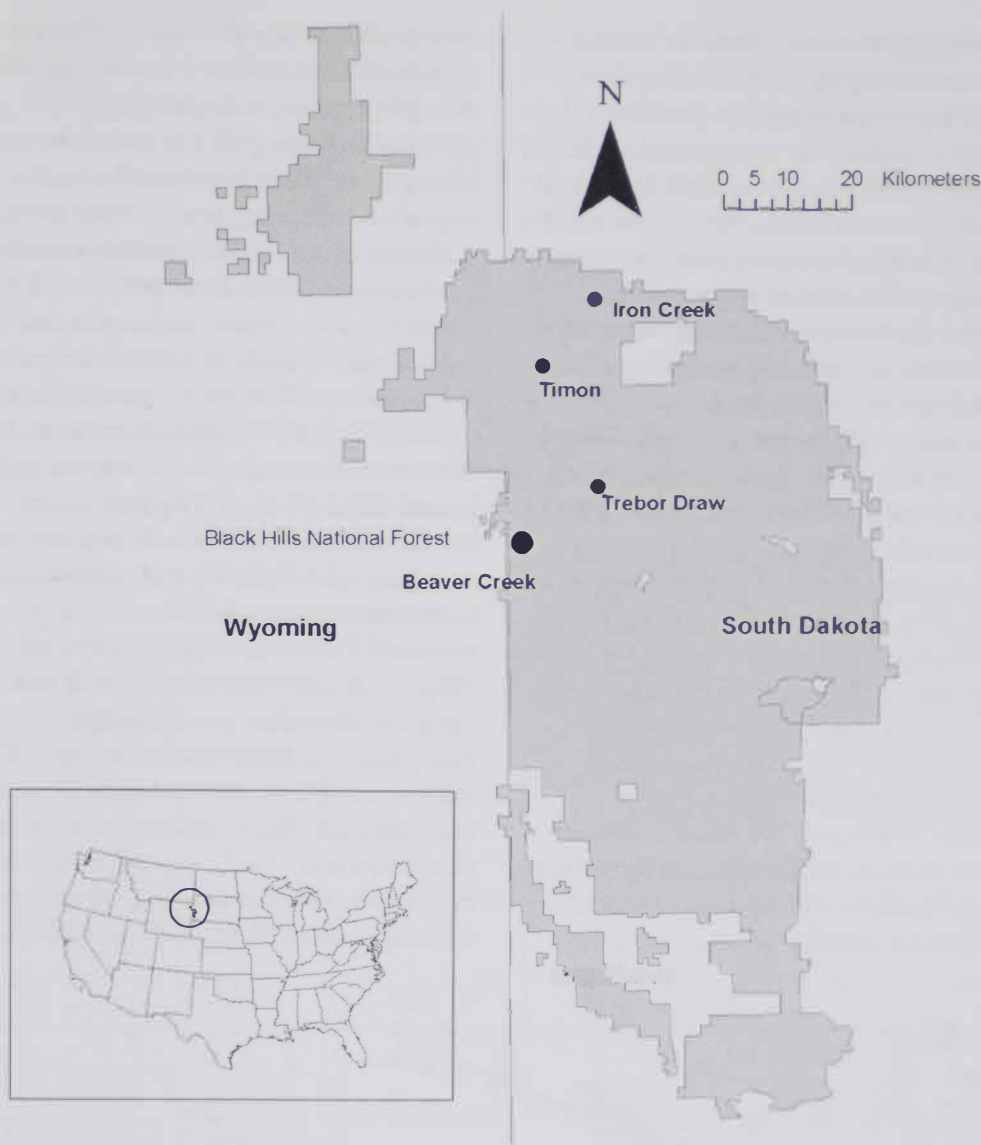 N
0 5 10 20 Kilometers
Iron Creek
Timon
Trebor Draw
Black Hills National Forest
Beaver Creek
Wyoming
South Dakota